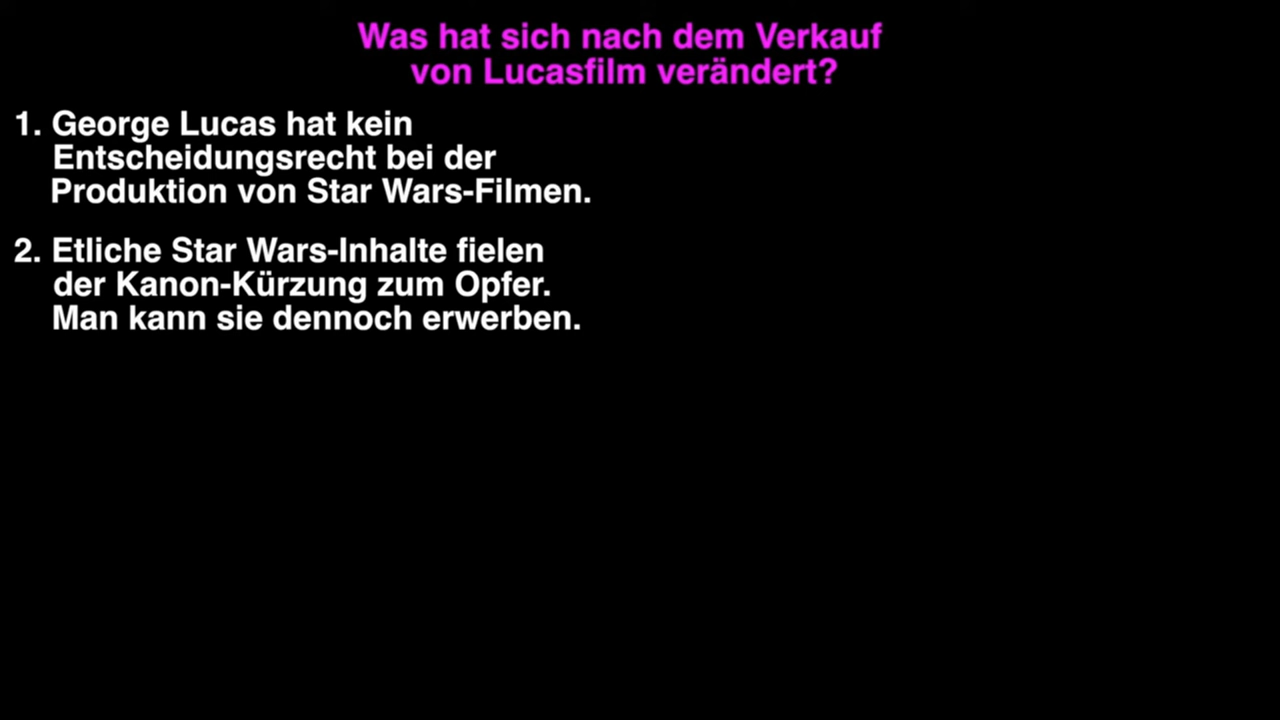 Was hat sich nach dem Verkauf
von Lucasfilm verändert?
1. George Lucas hat kein
Entscheidungsrecht bei der
Produktion von Star Wars-Filmen.
2. Etliche Star Wars-Inhalte fielen
der Kanon-Kürzung zum Opfer.
Man kann sie dennoch erwerben.